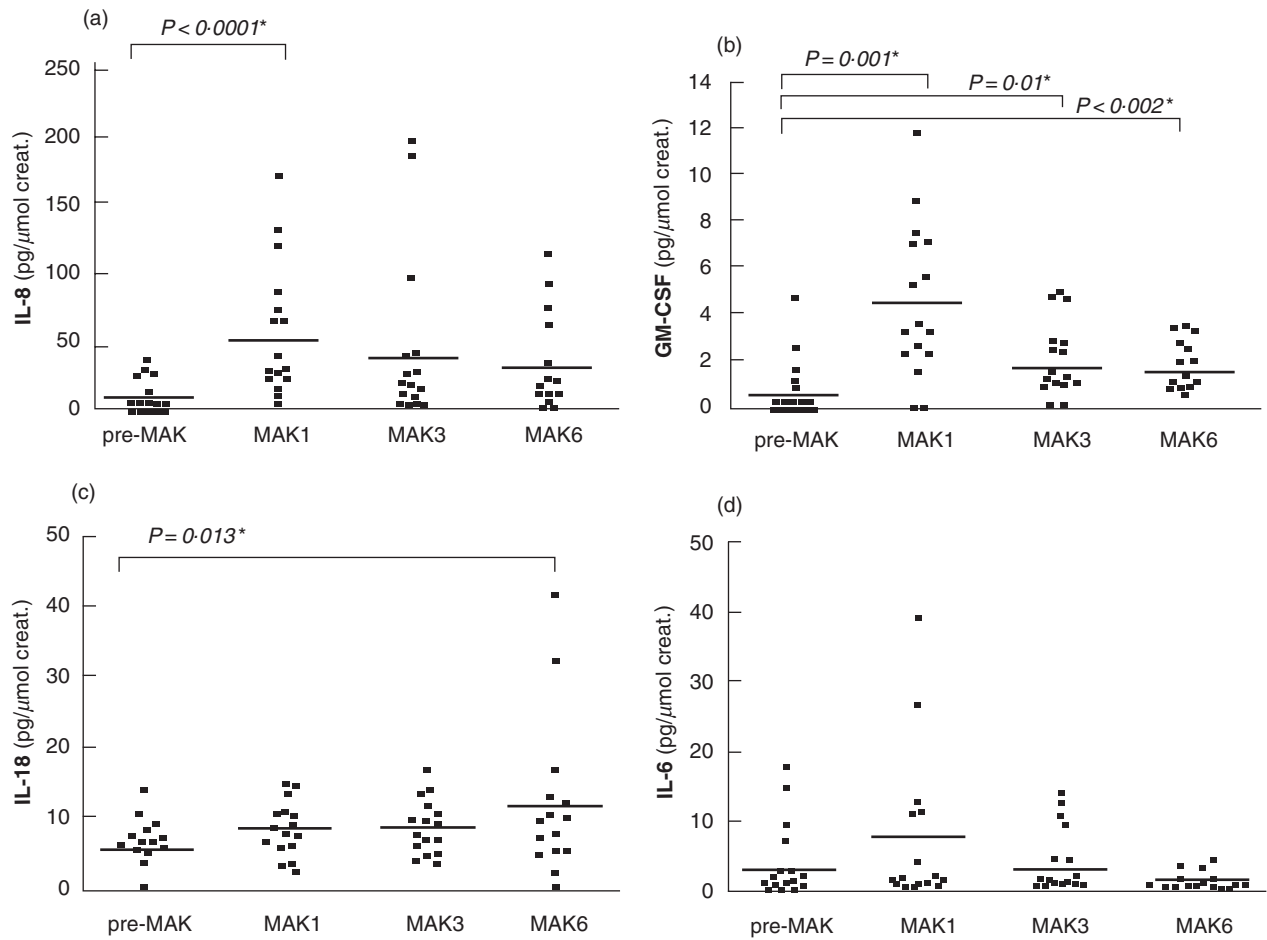 (a)
P < 0·0001*
IL-8 (pg/µmol creat.)
250
200
150
100
50
0
pre-MAK MAK1 MAK3 MAK6
(b)
P = 0·001*
P = 0·01*
P < 0·002*
GM-CSF (pg/µmol creat.)
14
12
10
8
6
4
2
0
pre-MAK MAK1 MAK3 MAK6
(c)
P = 0·013*
IL-18 (pg/µmol creat.)
50
40
30
20
10
0
pre-MAK MAK1 MAK3 MAK6
(d)
IL-6 (pg/µmol creat.)
50
40
30
20
10
0
pre-MAK MAK1 MAK3 MAK6